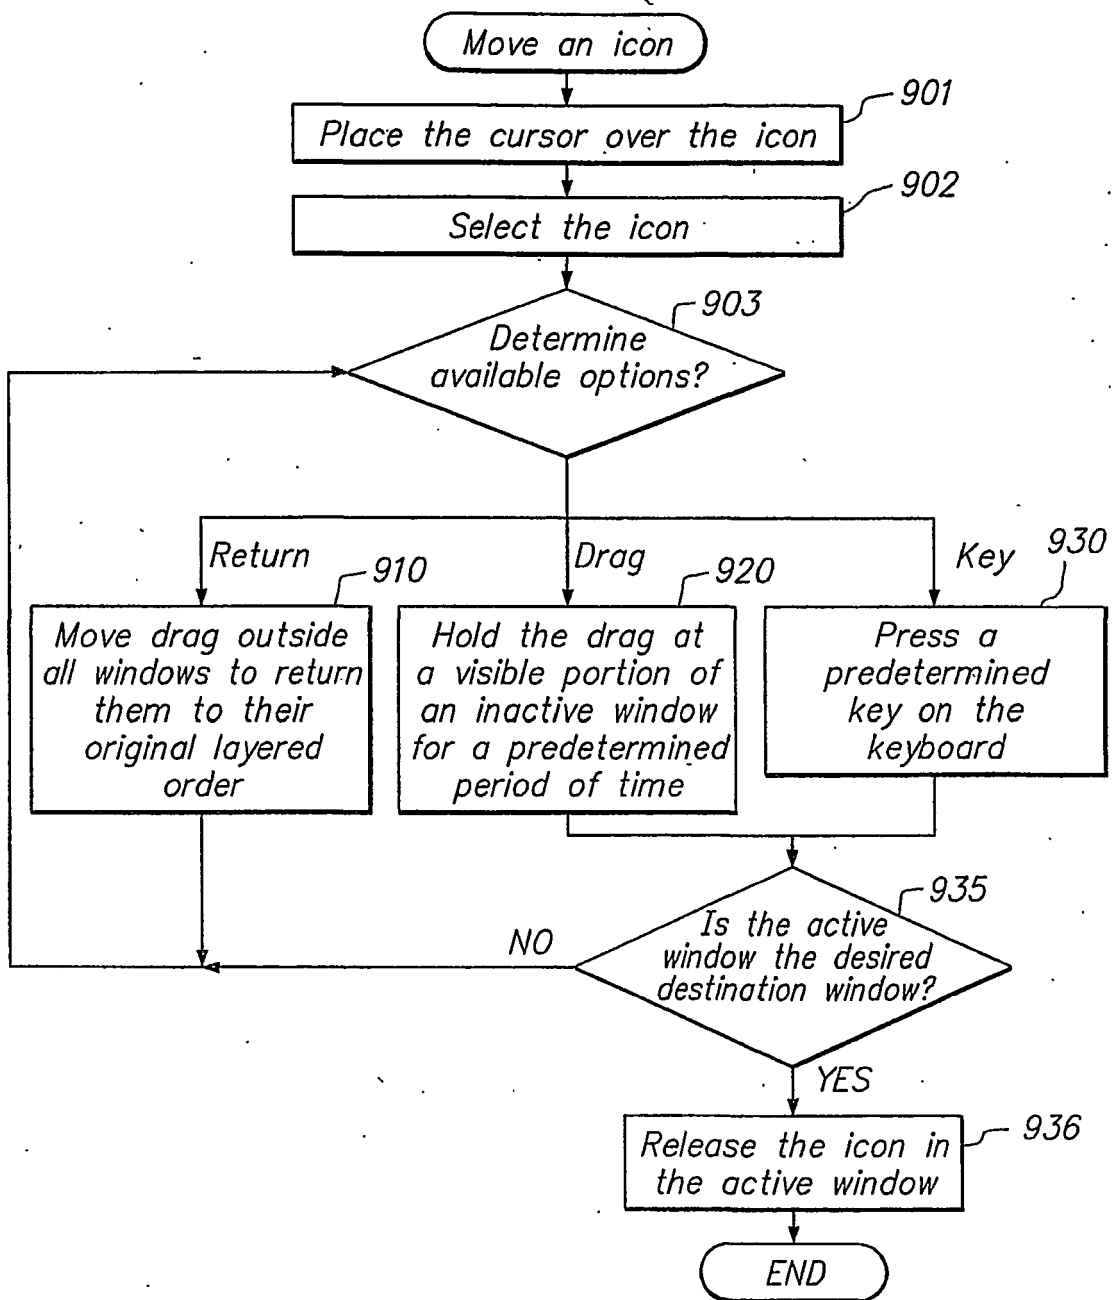 Move an icon
901
Place the cursor over the icon
902
Select the icon
903
Determine
available options?
Return
910
Drag
920
Key
930
Move drag outside
all windows to return
them to their
original layered
order
Hold the drag at
a visible portion of
an inactive window
for a predetermined
period of time
Press a
predetermined
key on the
keyboard
935
Is the active
window the desired
destination window?
NO
YES
936
Release the icon in
the active window
END